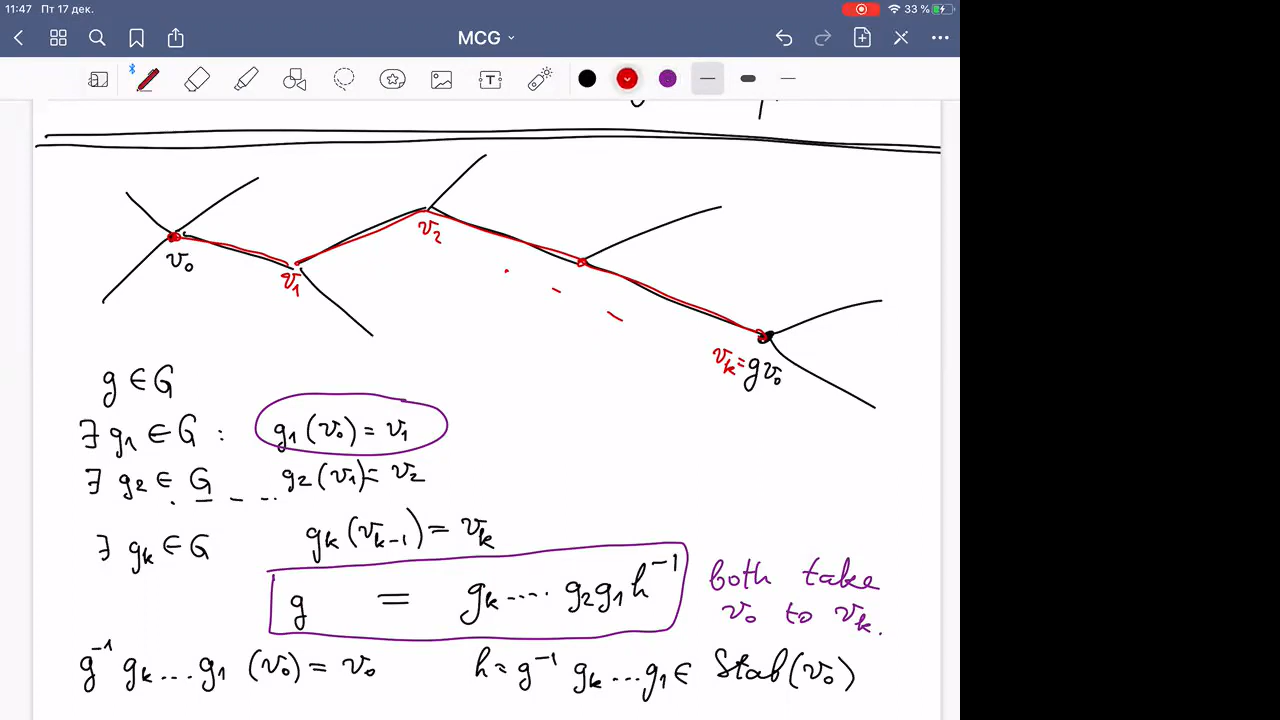 11:47 Пт 17 дек. 33 %
MCG
v₀
v₁
v₂
vₖ = gv₀
g ∈ G
∃ g₁ ∈ G : g₁(v₀) = v₁
∃ g₂ ∈ G g₂(v₁) = v₂
∃ gₖ ∈ G gₖ(vₖ₋₁) = vₖ
g = gₖ .... g₂g₁h⁻¹
both take
v₀ to vₖ.
g⁻¹ gₖ...g₁ (v₀) = v₀ h = g⁻¹ gₖ...g₁ ∈ Stab(v₀)